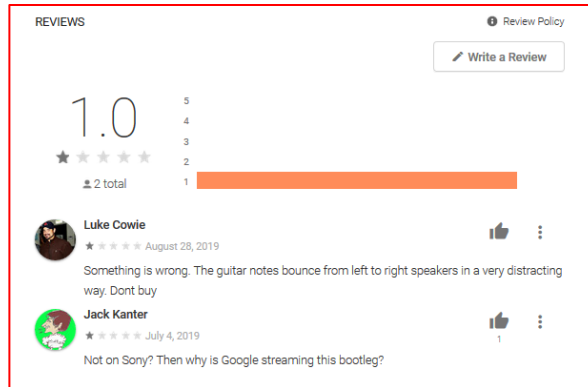 REVIEWS
Review Policy
Write a Review
1.0
2 total
5
4
3
2
1
Luke Cowie
August 28, 2019
Something is wrong. The guitar notes bounce from left to right speakers in a very distracting
way. Dont buy
Jack Kanter
July 4, 2019
1
Not on Sony? Then why is Google streaming this bootleg?